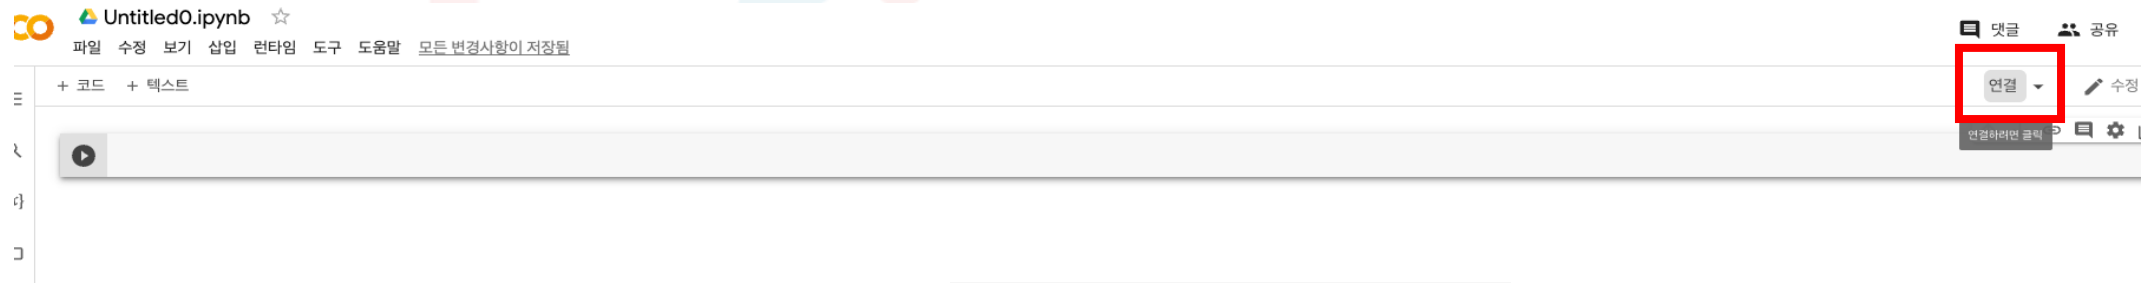 CO Untitled0.ipynb
댓글 공유
파일 수정 보기 삽입 런타임 도구 도움말 모든 변경사항이 저장됨
+ 코드 + 텍스트
연결 수정
연결하려면 클릭